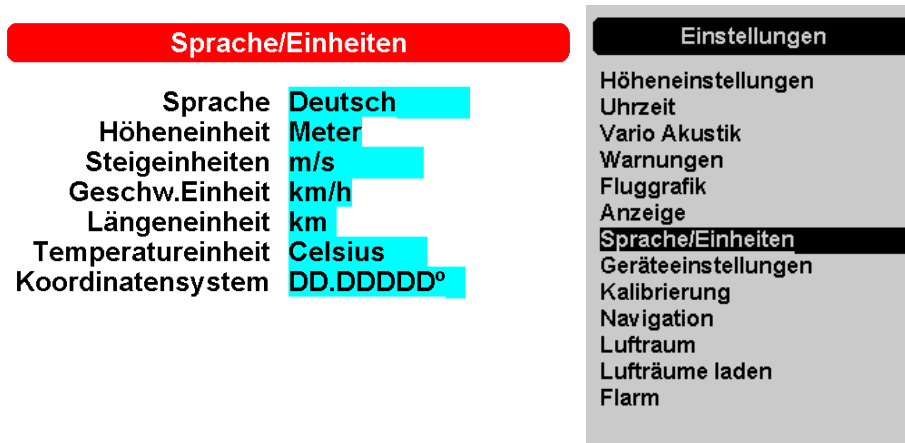 Sprache/Einheiten
Sprache Deutsch
Höheneinheit Meter
Steigeinheiten m/s
Geschw.Einheit km/h
Längeneinheit km
Temperatureinheit Celsius
Koordinatensystem DD.DDDDDº
Einstellungen
Höheneinstellungen
Uhrzeit
Vario Akustik
Warnungen
Fluggrafik
Anzeige
Sprache/Einheiten
Geräteeinstellungen
Kalibrierung
Navigation
Luftraum
Lufträume laden
Flarm